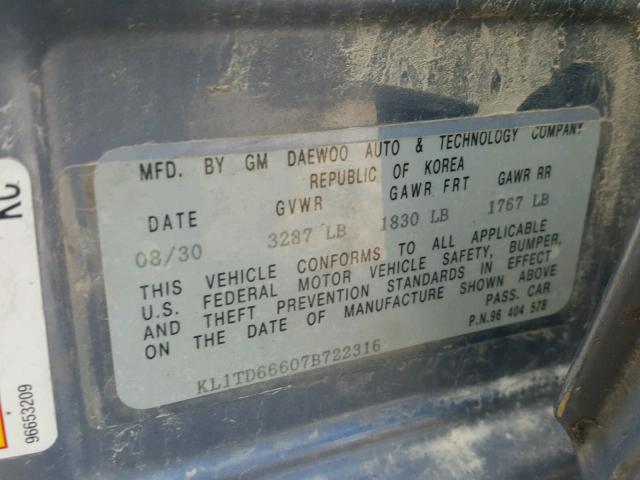 MFD. BY GM DAEWOO AUTO & TECHNOLOGY COMPANY
REPUBLIC OF KOREA
DATE GVWR GAWR FRT GAWR RR
08/30 3287 LB 1830 LB 1767 LB
THIS VEHICLE CONFORMS TO ALL APPLICABLE
U.S. FEDERAL MOTOR VEHICLE SAFETY, BUMPER,
AND THEFT PREVENTION STANDARDS IN EFFECT
ON THE DATE OF MANUFACTURE SHOWN ABOVE
PASS. CAR
KL1TD66607B722316
P.N.96 404 578
KC
96653209